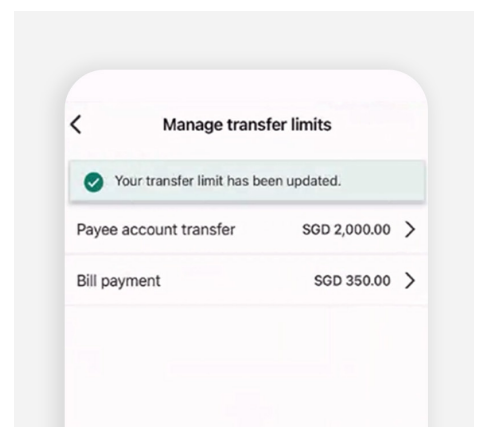 Manage transfer limits
Your transfer limit has been updated.
Payee account transfer SGD 2,000.00
Bill payment SGD 350.00